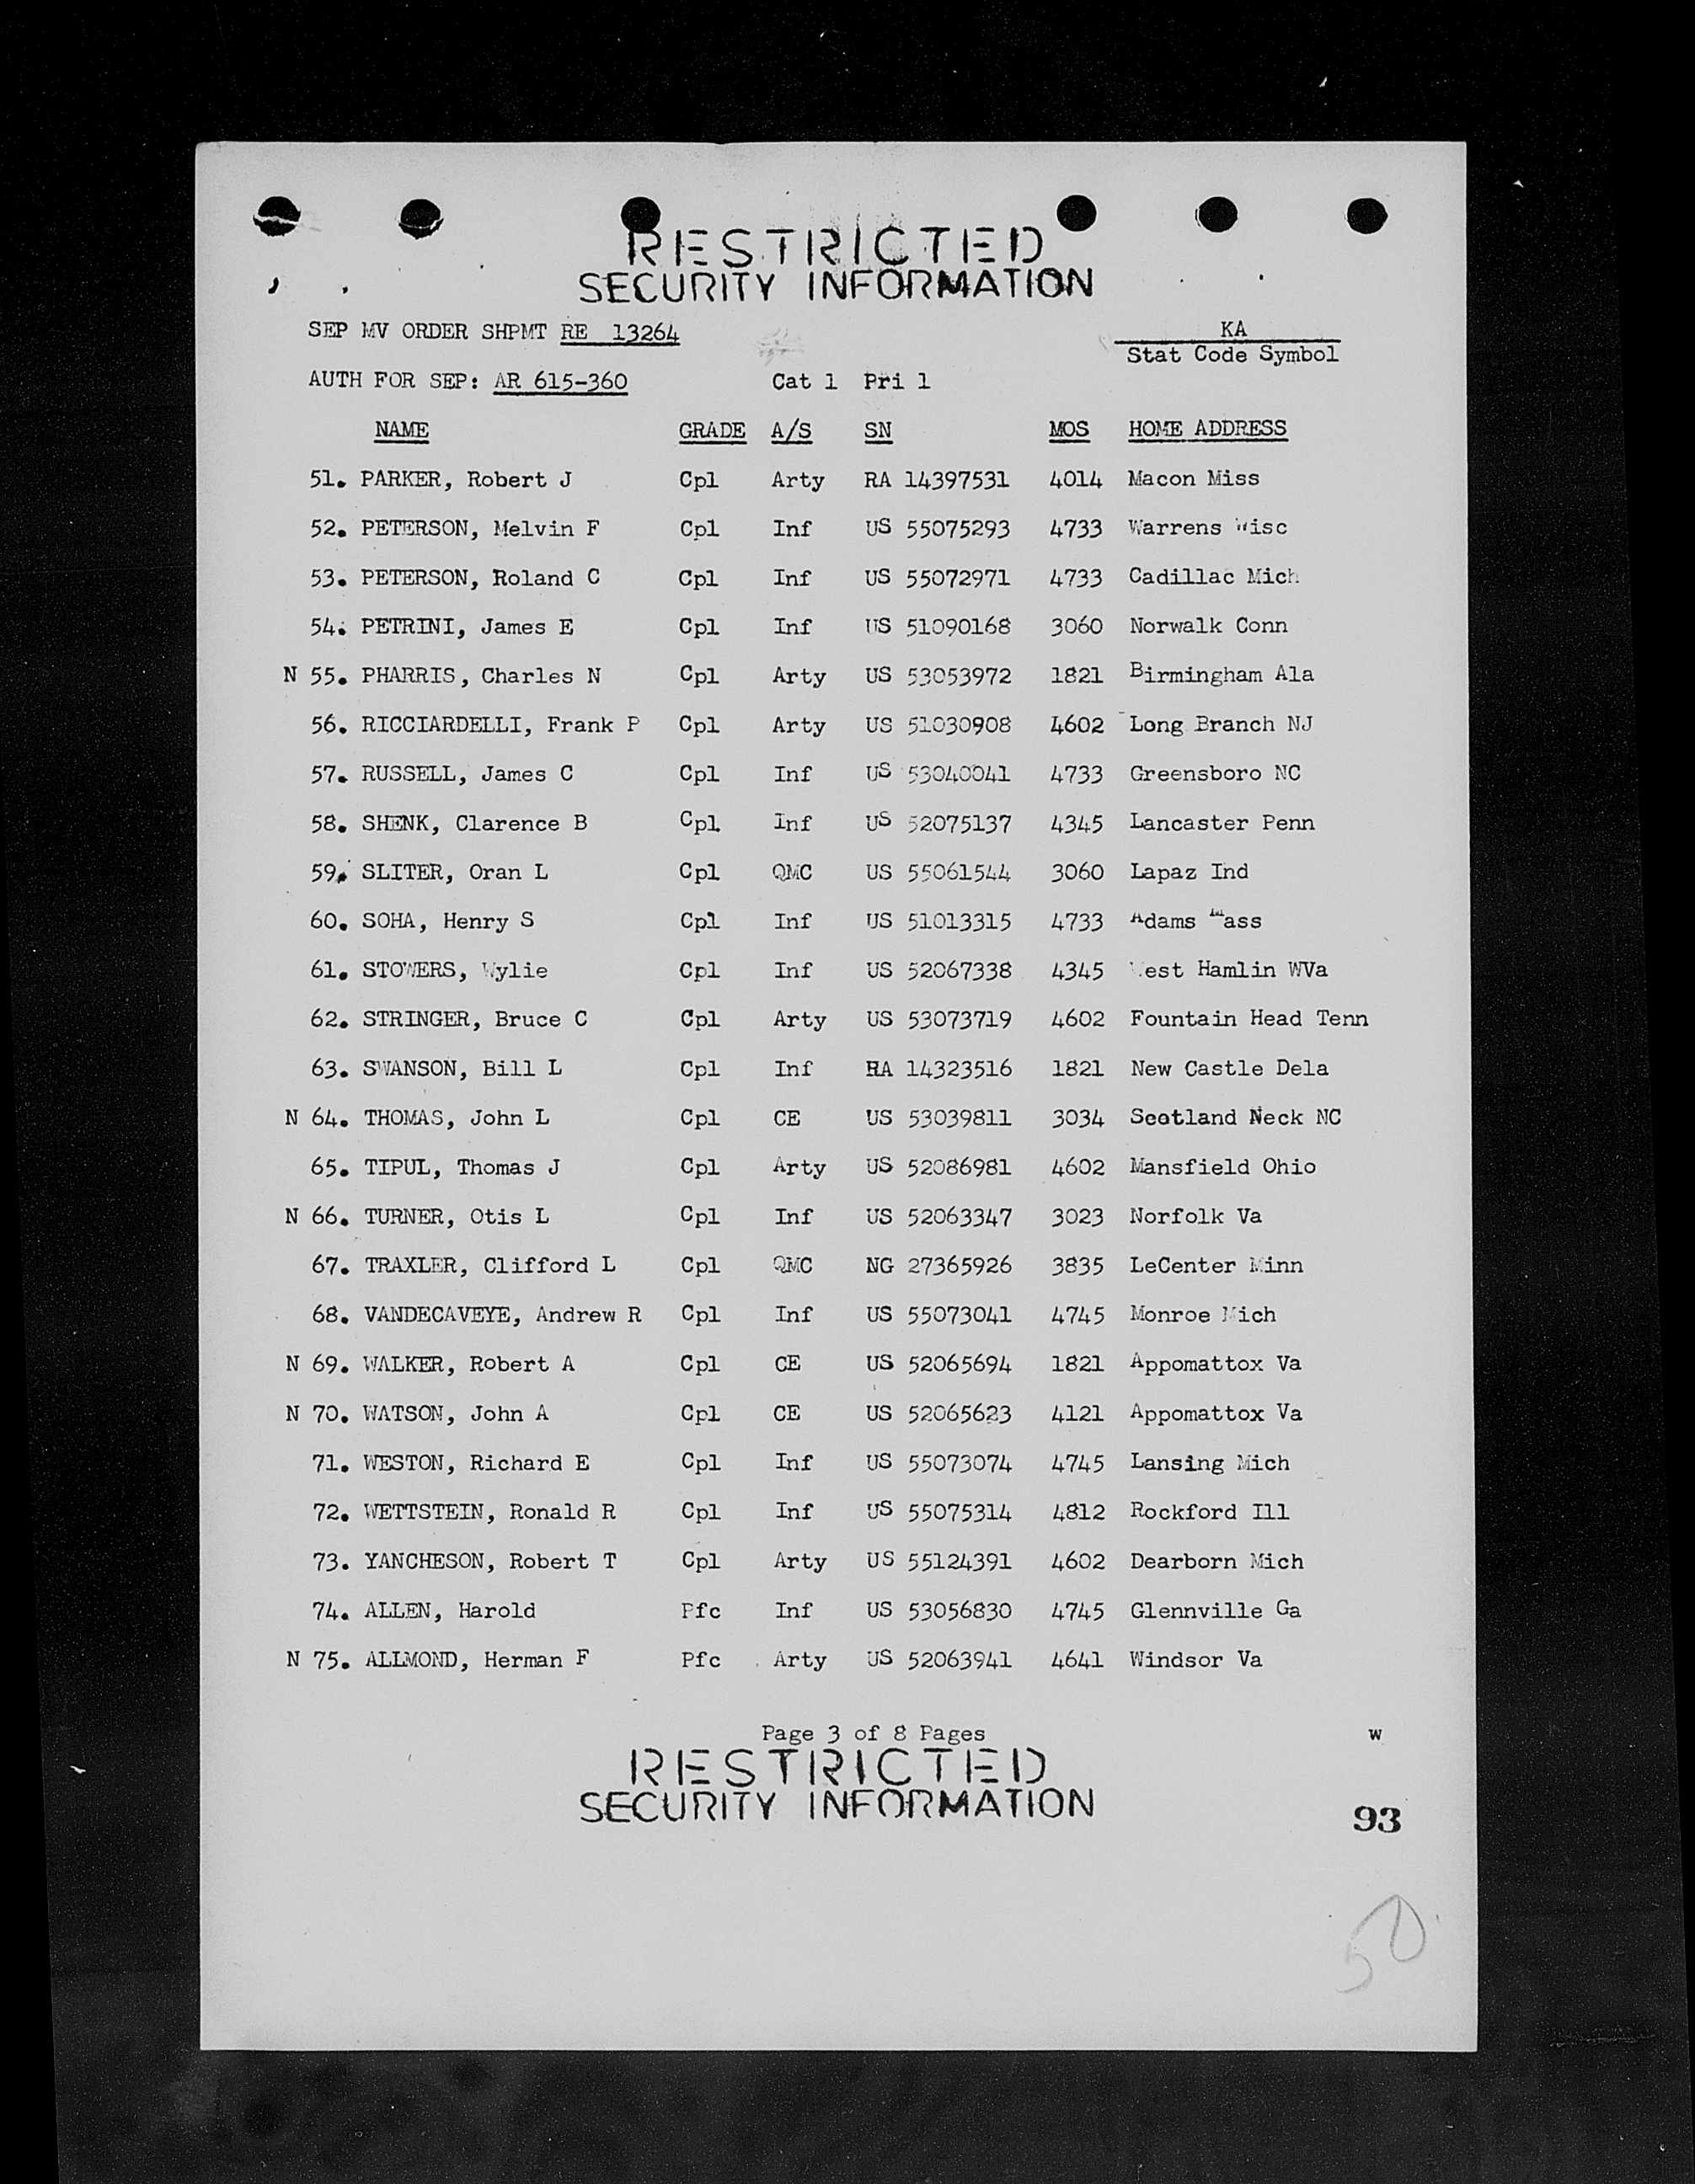 RESTRICTED
SECURITY INFORMATION
SEP MV ORDER SHPMT RE 13264 KA
Stat Code Symbol
AUTH FOR SEP: AR 615-360 Cat 1 Pri 1
NAME GRADE A/S SN MOS HOME ADDRESS
51. PARKER, Robert J Cpl Arty RA 14397531 4014 Macon Miss
52. PETERSON, Melvin F Cpl Inf US 55075293 4733 Warrens Wisc
53. PETERSON, Roland C Cpl Inf US 55072971 4733 Cadillac Mich
54. PETRINI, James E Cpl Inf US 51090168 3060 Norwalk Conn
N 55. PHARRIS, Charles N Cpl Arty US 53053972 1821 Birmingham Ala
56. RICCIARDELLI, Frank P Cpl Arty US 51030908 4602 Long Branch NJ
57. RUSSELL, James C Cpl Inf US 53040041 4733 Greensboro NC
58. SHENK, Clarence B Cpl Inf US 52075137 4345 Lancaster Penn
59. SLITER, Oran L Cpl QMC US 55061544 3060 Lapaz Ind
60. SOHA, Henry S Cpl Inf US 51013315 4733 Adams Mass
61. STOWERS, Wylie Cpl Inf US 52067338 4345 West Hamlin WVa
62. STRINGER, Bruce C Cpl Arty US 53073719 4602 Fountain Head Tenn
63. SWANSON, Bill L Cpl Inf RA 14323516 1821 New Castle Dela
N 64. THOMAS, John L Cpl CE US 53039811 3034 Scotland Neck NC
65. TIPUL, Thomas J Cpl Arty US 52086981 4602 Mansfield Ohio
N 66. TURNER, Otis L Cpl Inf US 52063347 3023 Norfolk Va
67. TRAXLER, Clifford L Cpl QMC NG 27365926 3835 LeCenter Minn
68. VANDECAVEYE, Andrew R Cpl Inf US 55073041 4745 Monroe Mich
N 69. WALKER, Robert A Cpl CE US 52065694 1821 Appomattox Va
N 70. WATSON, John A Cpl CE US 52065623 4121 Appomattox Va
71. WESTON, Richard E Cpl Inf US 55073074 4745 Lansing Mich
72. WETTSTEIN, Ronald R Cpl Inf US 55075314 4812 Rockford Ill
73. YANCHESON, Robert T Cpl Arty US 55124391 4602 Dearborn Mich
74. ALLEN, Harold Pfc Inf US 53056830 4745 Glennville Ga
N 75. ALLMOND, Herman F Pfc Arty US 52063941 4641 Windsor Va
Page 3 of 8 Pages w
RESTRICTED
SECURITY INFORMATION
93
50